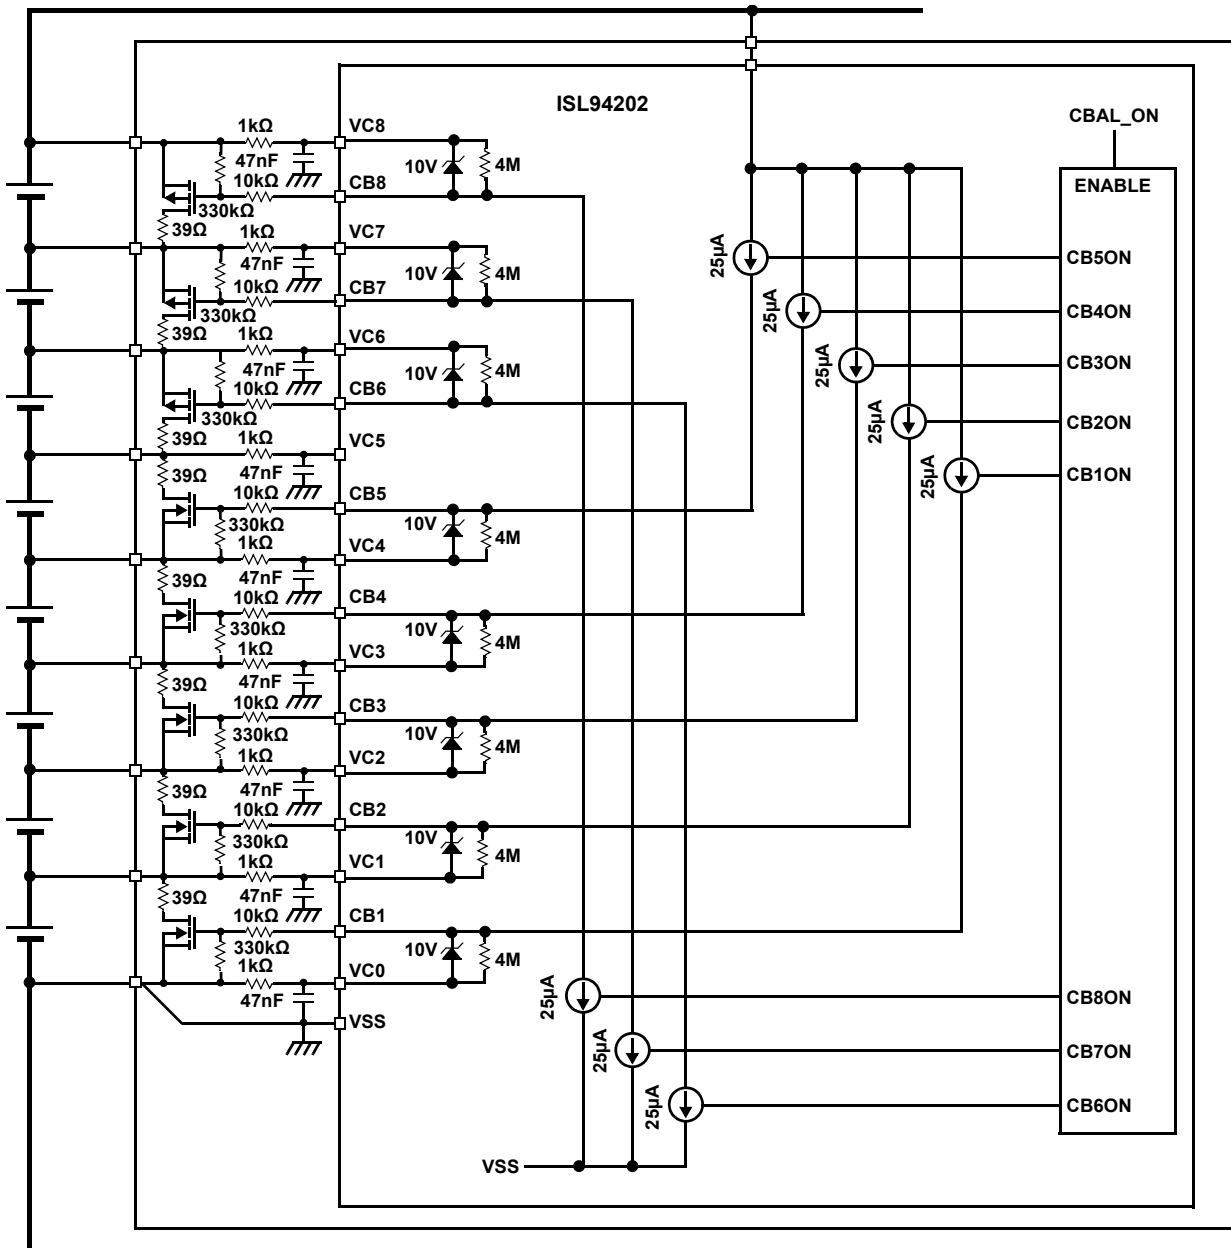 ISL94202
CBAL_ON
ENABLE
1kΩ
VC8
47nF
10V
4M
10kΩ
CB8
330kΩ
39Ω
1kΩ
VC7
47nF
10V
4M
10kΩ
CB7
330kΩ
39Ω
1kΩ
VC6
47nF
10V
4M
10kΩ
CB6
330kΩ
39Ω
1kΩ
VC5
39Ω
47nF
10kΩ
CB5
10V
4M
330kΩ
1kΩ
VC4
39Ω
47nF
10kΩ
CB4
10V
4M
330kΩ
1kΩ
VC3
39Ω
47nF
10kΩ
CB3
10V
4M
330kΩ
1kΩ
VC2
39Ω
47nF
10kΩ
CB2
10V
4M
330kΩ
1kΩ
VC1
39Ω
47nF
10kΩ
CB1
10V
4M
330kΩ
1kΩ
VC0
47nF
VSS
25µA
CB5ON
25µA
CB4ON
25µA
CB3ON
25µA
CB2ON
25µA
CB1ON
25µA
CB8ON
25µA
CB7ON
25µA
CB6ON
VSS